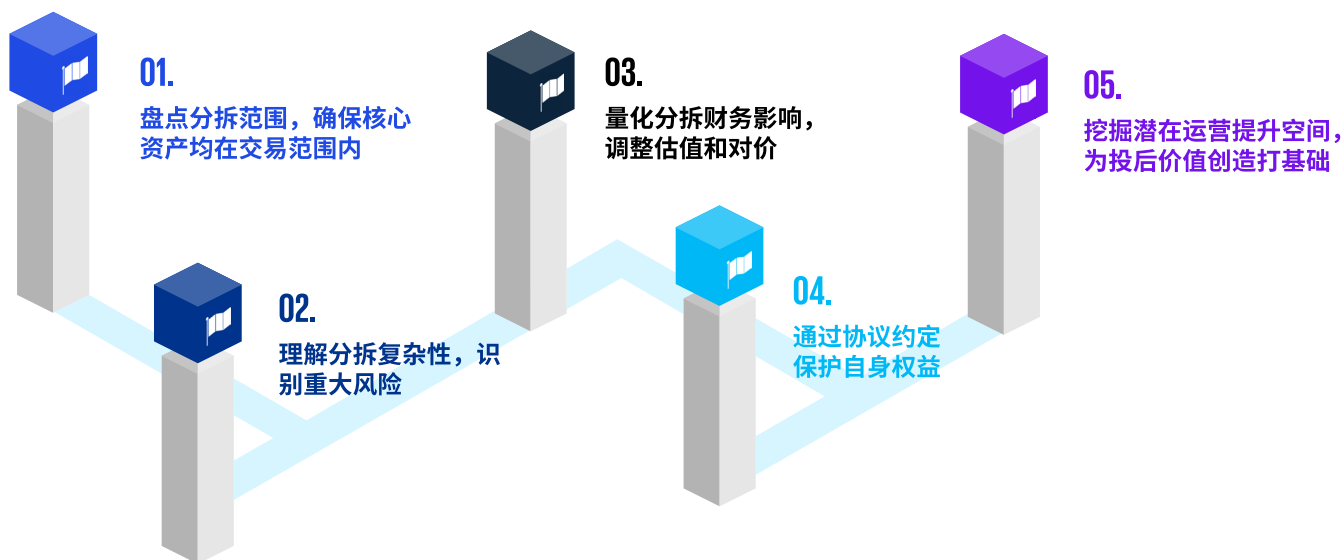 01.
盘点分拆范围，确保核心
资产均在交易范围内
02.
理解分拆复杂性，识
别重大风险
03.
量化分拆财务影响，
调整估值和对价
04.
通过协议约定
保护自身权益
05.
挖掘潜在运营提升空间，
为投后价值创造打基础